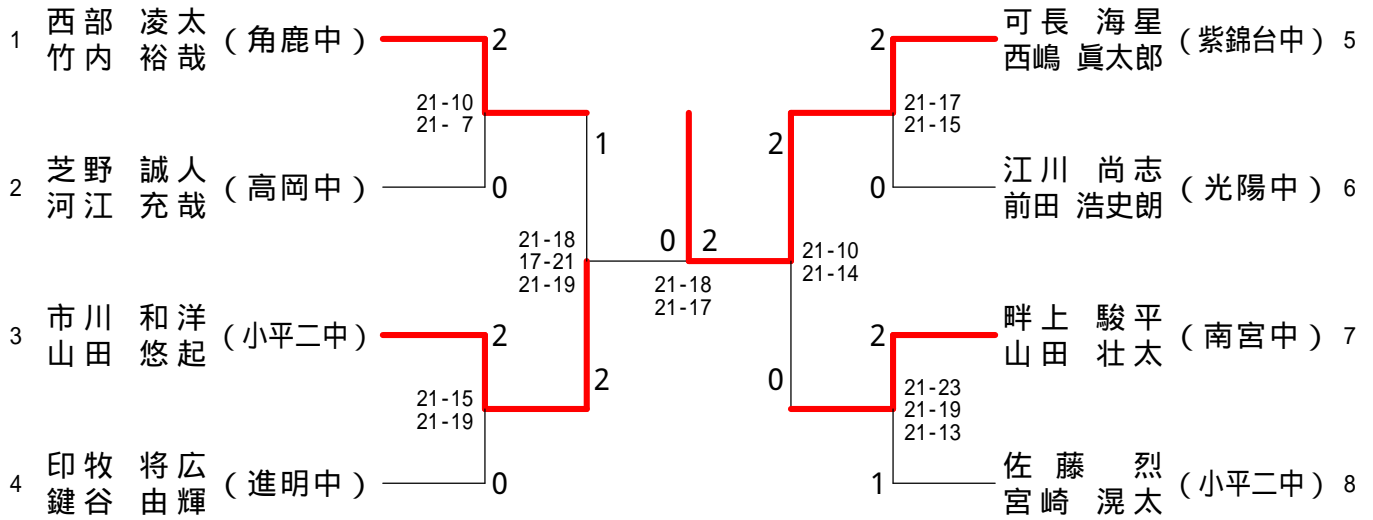 1 西部 凌太 竹内 裕哉 (角鹿中) 2
21-10
21- 7
2 芝野 誠人 河江 充哉 (高岡中) 0
1
21-18
17-21
21-19
3 市川 和洋 山田 悠起 (小平二中) 2
21-15
21-19
2
4 印牧 将広 鍵谷 由輝 (進明中) 0
0 2
21-18
21-17
2 可長 海星 西嶋 眞太郎 (紫錦台中) 5
21-17
21-15
2
0 江川 尚志 前田 浩史朗 (光陽中) 6
21-10
21-14
2 畔上 駿平 山田 壮太 (南宮中) 7
0
21-23
21-19
21-13
1 佐藤 烈 宮崎 滉太 (小平二中) 8